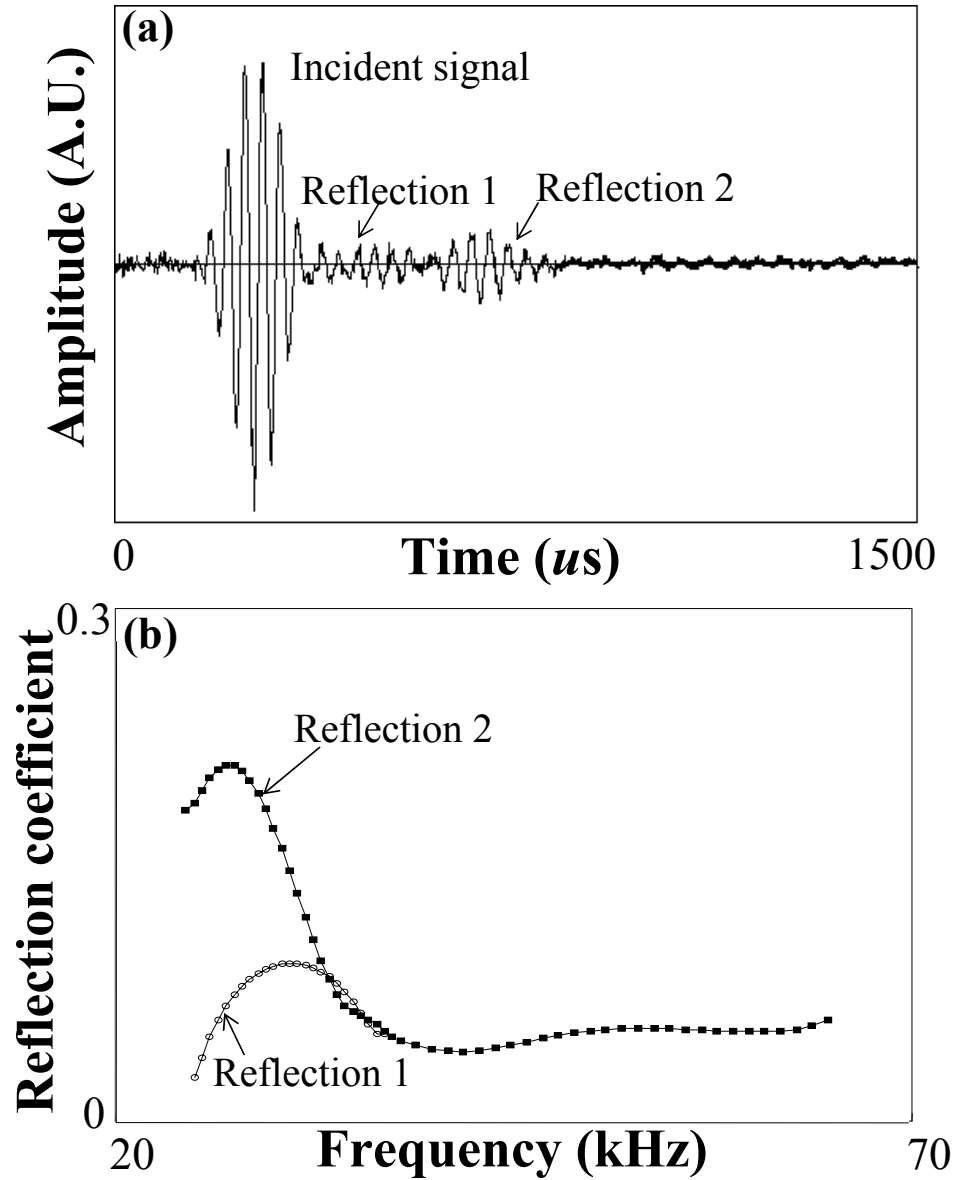 (a)
Incident signal
Reflection 1
Reflection 2
Amplitude (A.U.)
0
Time (us)
1500
0.3
(b)
Reflection 2
Reflection coefficient
Reflection 1
0
20
Frequency (kHz)
70